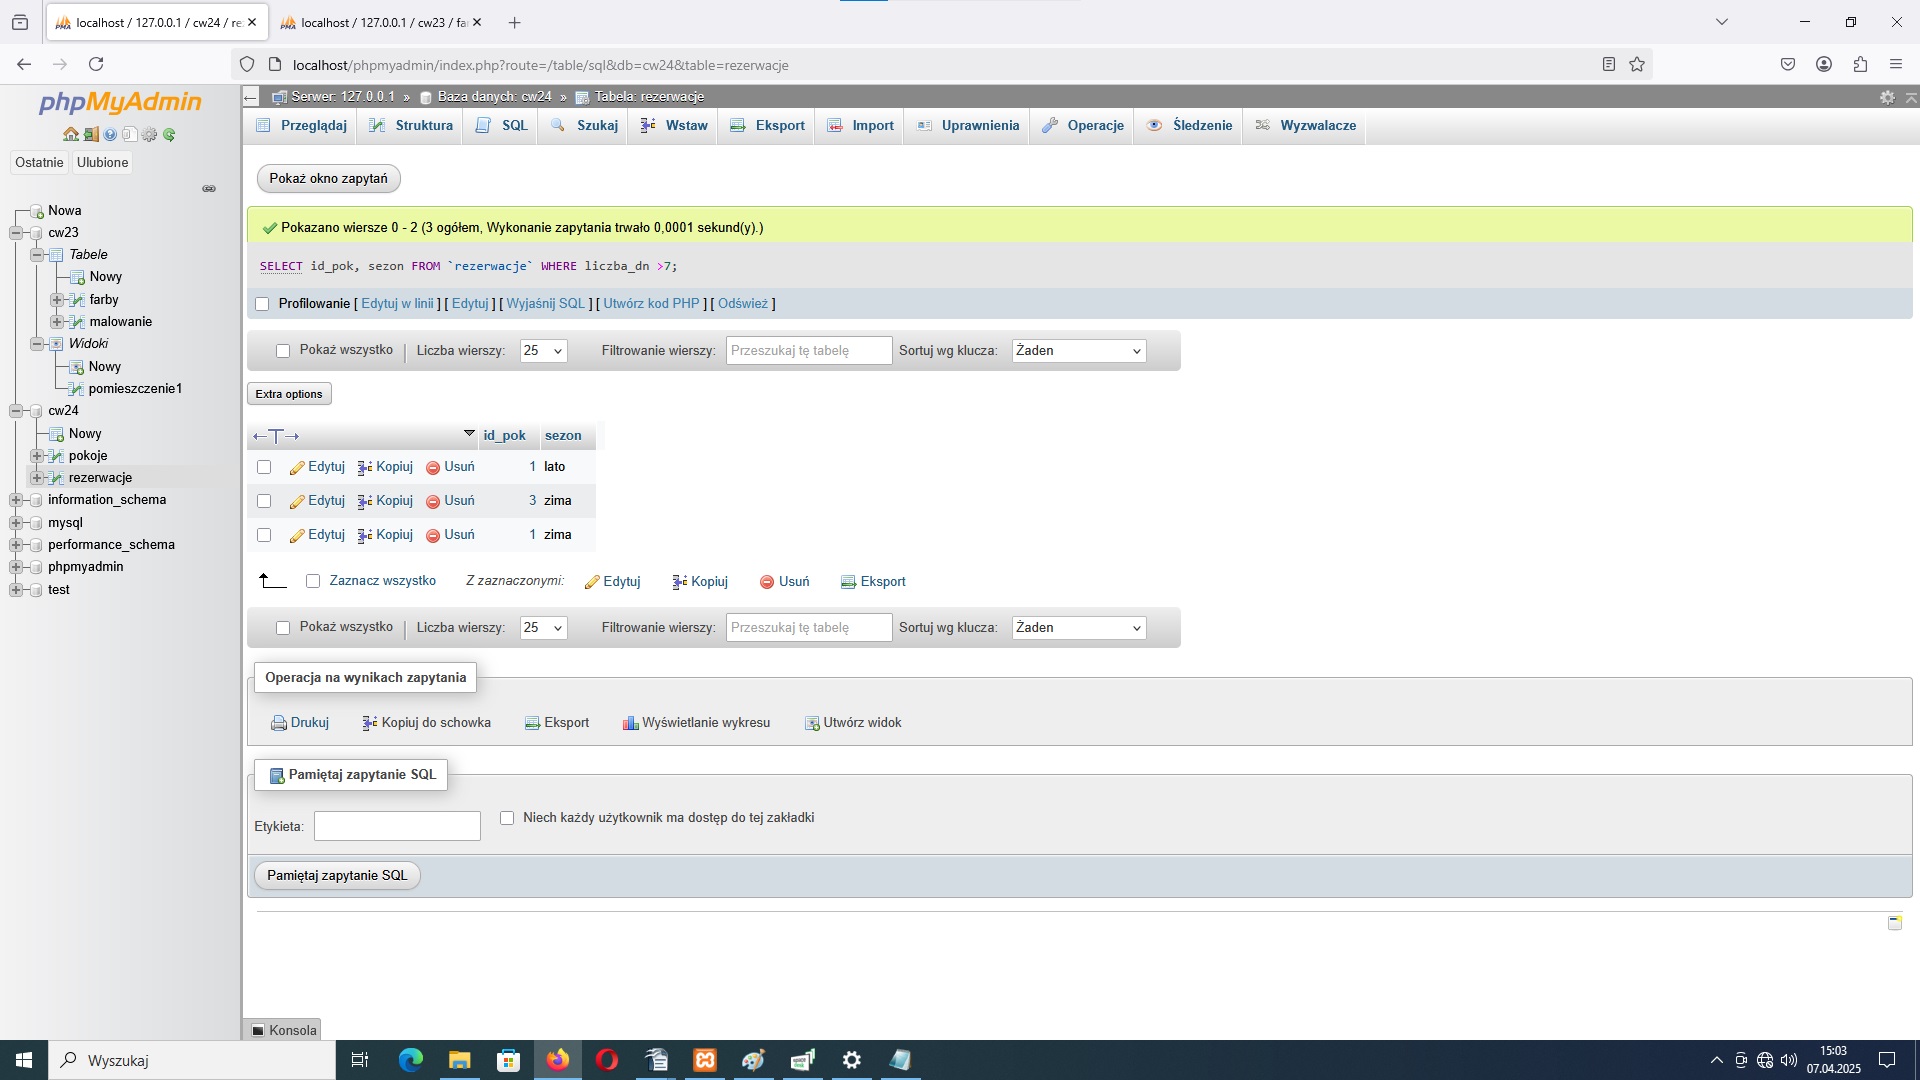 localhost / 127.0.0.1 / cw24 / re
localhost / 127.0.0.1 / cw23 / fa
localhost/phpmyadmin/index.php?route=/table/sql&db=cw24&table=rezerwacje
phpMyAdmin
Ostatnie Ulubione
Nowa
cw23
Tabele
Nowy
farby
malowanie
Widoki
Nowy
pomieszczenie1
cw24
Nowy
pokoje
rezerwacje
information_schema
mysql
performance_schema
phpmyadmin
test
Serwer: 127.0.0.1 » Baza danych: cw24 » Tabela: rezerwacje
Przeglądaj Struktura SQL Szukaj Wstaw Eksport Import Uprawnienia Operacje Śledzenie Wyzwalacze
Pokaż okno zapytań
Pokazano wiersze 0 - 2 (3 ogółem, Wykonanie zapytania trwało 0,0001 sekund(y).)
SELECT id_pok, sezon FROM `rezerwacje` WHERE liczba_dn >7;
Profilowanie [ Edytuj w linii ] [ Edytuj ] [ Wyjaśnij SQL ] [ Utwórz kod PHP ] [ Odśwież ]
Pokaż wszystko | Liczba wierszy: 25 Filtrowanie wierszy: Przeszukaj tę tabelę Sortuj wg klucza: Żaden
Extra options
←T→ id_pok sezon
Edytuj Kopiuj Usuń 1 lato
Edytuj Kopiuj Usuń 3 zima
Edytuj Kopiuj Usuń 1 zima
Zaznacz wszystko Z zaznaczonymi: Edytuj Kopiuj Usuń Eksport
Pokaż wszystko | Liczba wierszy: 25 Filtrowanie wierszy: Przeszukaj tę tabelę Sortuj wg klucza: Żaden
Operacja na wynikach zapytania
Drukuj Kopiuj do schowka Eksport Wyświetlanie wykresu Utwórz widok
Pamiętaj zapytanie SQL
Etykieta: Niech każdy użytkownik ma dostęp do tej zakładki
Pamiętaj zapytanie SQL
Konsola
Wyszukaj
15:03
07.04.2025